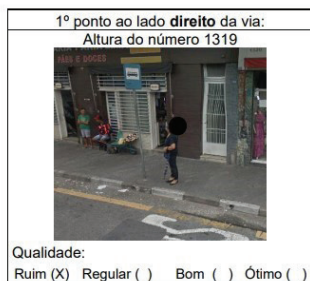 1º ponto ao lado direito da via:
Altura do número 1319
PÃES E DOCES
Qualidade:
Ruim (X) Regular ( ) Bom ( ) Ótimo ( )